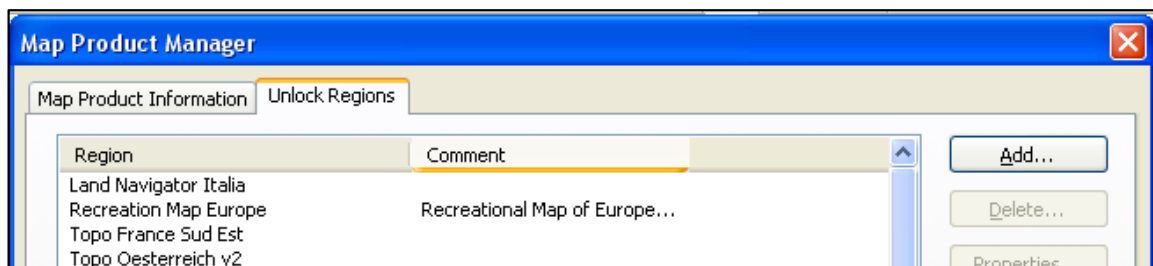 Map Product Manager
Map Product Information Unlock Regions
Region Comment Add...
Land Navigator Italia
Recreation Map Europe Recreational Map of Europe... Delete...
Topo France Sud Est
Topo Oesterreich v2 Properties...